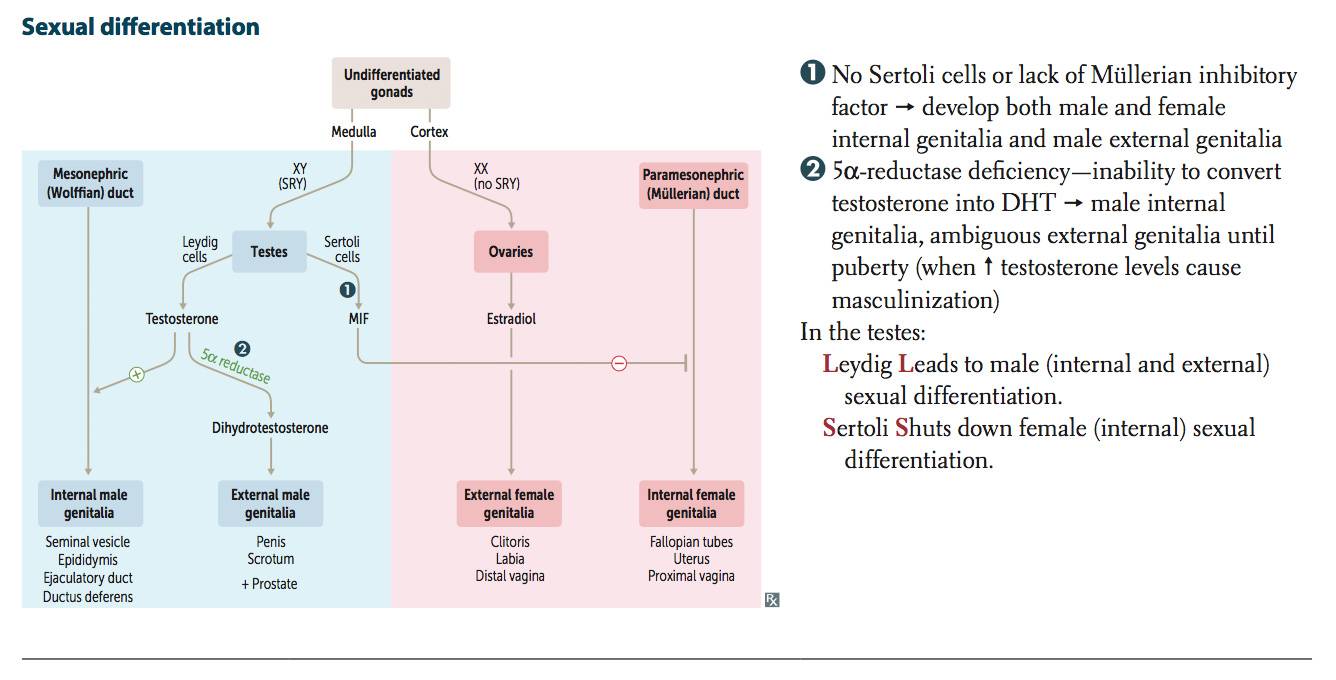 Sexual differentiation
Undifferentiated
gonads
Medulla
Cortex
Mesonephric
(Wolffian) duct
XY
(SRY)
XX
(no SRY)
Paramesonephric
(Müllerian) duct
Leydig
cells
Testes
Sertoli
cells
Ovaries
1
Testosterone
MIF
Estradiol
2
5α reductase
+
−
Dihydrotestosterone
Internal male
genitalia
External male
genitalia
External female
genitalia
Internal female
genitalia
Seminal vesicle
Epididymis
Ejaculatory duct
Ductus deferens
Penis
Scrotum
+ Prostate
Clitoris
Labia
Distal vagina
Fallopian tubes
Uterus
Proximal vagina
Rx
1 No Sertoli cells or lack of Müllerian inhibitory
factor → develop both male and female
internal genitalia and male external genitalia
2 5α-reductase deficiency—inability to convert
testosterone into DHT → male internal
genitalia, ambiguous external genitalia until
puberty (when ↑ testosterone levels cause
masculinization)
In the testes:
Leydig Leads to male (internal and external)
sexual differentiation.
Sertoli Shuts down female (internal) sexual
differentiation.